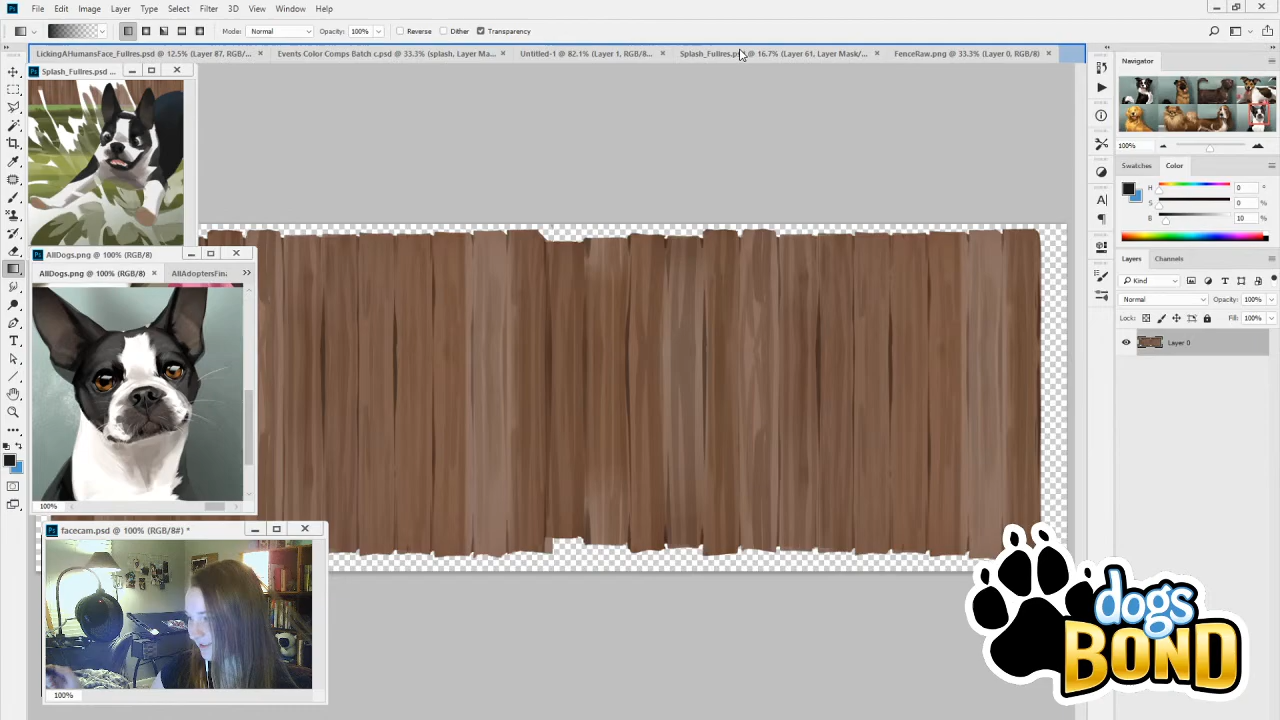 File Edit Image Layer Type Select Filter 3D View Window Help
Mode: Normal Opacity: 100% Reverse Dither Transparency
LickingAHumansFace_Fullres.psd @ 12.5% (Layer 87, RGB/... × Events Color Comps Batch c.psd @ 33.3% (splash, Layer Ma... × Untitled-1 @ 82.1% (Layer 1, RGB/8... × @ 16.7% (Layer 61, Layer Mask/... × FenceRaw.png @ 33.3% (Layer 0, RGB/8) ×
Splash_Fullres.psd ...
Navigator
100%
Swatches Color
H 0 °
S 0 %
B 10 %
Layers Channels
Kind
Normal Opacity: 100%
Lock: Fill: 100%
Layer 0
AllDogs.png @ 100% (RGB/8)
AllDogs.png @ 100% (RGB/8) × AllAdoptersFin.
100%
facecam.psd @ 100% (RGB/8#) *
100%
dogs
BOND